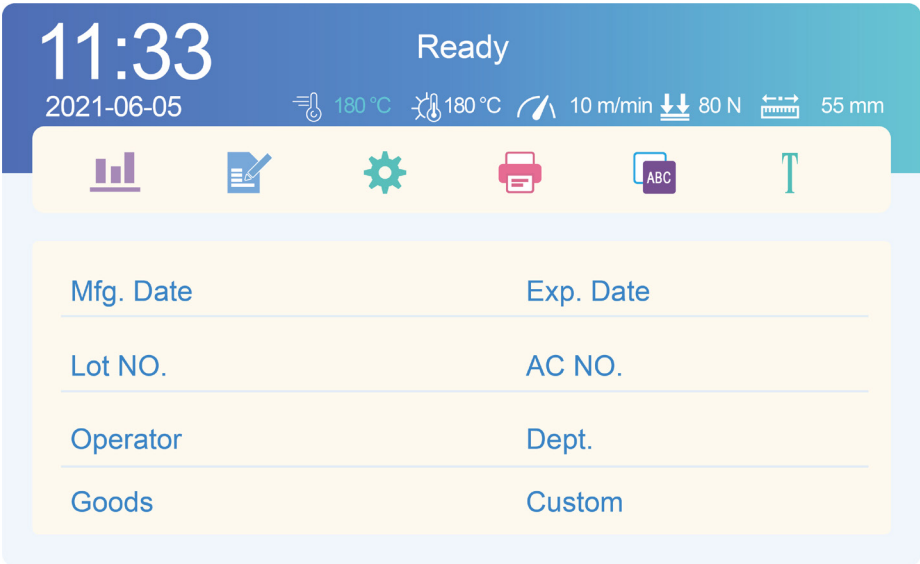 11:33
Ready
2021-06-05
180 °C
180 °C
10 m/min
80 N
55 mm
ABC
T
Mfg. Date
Exp. Date
Lot NO.
AC NO.
Operator
Dept.
Goods
Custom